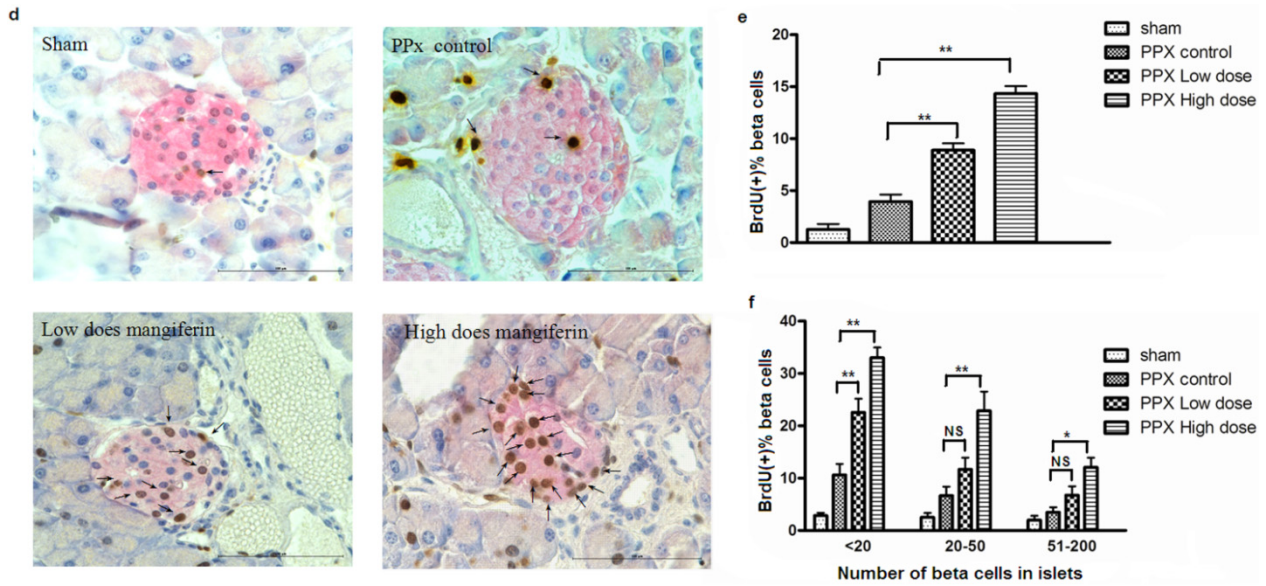 d
Sham
PPx control
Low does mangiferin
High does mangiferin
e
BrdU(+)% beta cells
20
15
10
5
0
**
**
sham
PPX control
PPX Low dose
PPX High dose
f
BrdU(+)% beta cells
40
30
20
10
0
**
**
**
NS
*
NS
<20
20-50
51-200
Number of beta cells in islets
sham
PPX control
PPX Low dose
PPX High dose